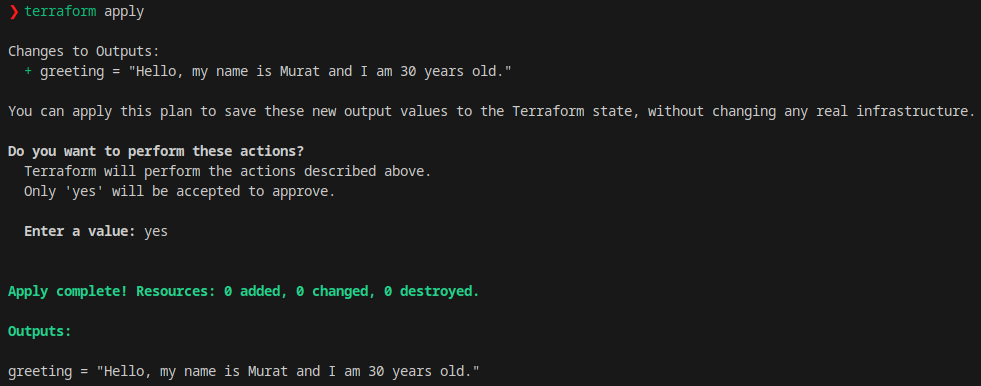 ❯ terraform apply
Changes to Outputs:
+ greeting = "Hello, my name is Murat and I am 30 years old."
You can apply this plan to save these new output values to the Terraform state, without changing any real infrastructure.
Do you want to perform these actions?
Terraform will perform the actions described above.
Only 'yes' will be accepted to approve.
Enter a value: yes
Apply complete! Resources: 0 added, 0 changed, 0 destroyed.
Outputs:
greeting = "Hello, my name is Murat and I am 30 years old."